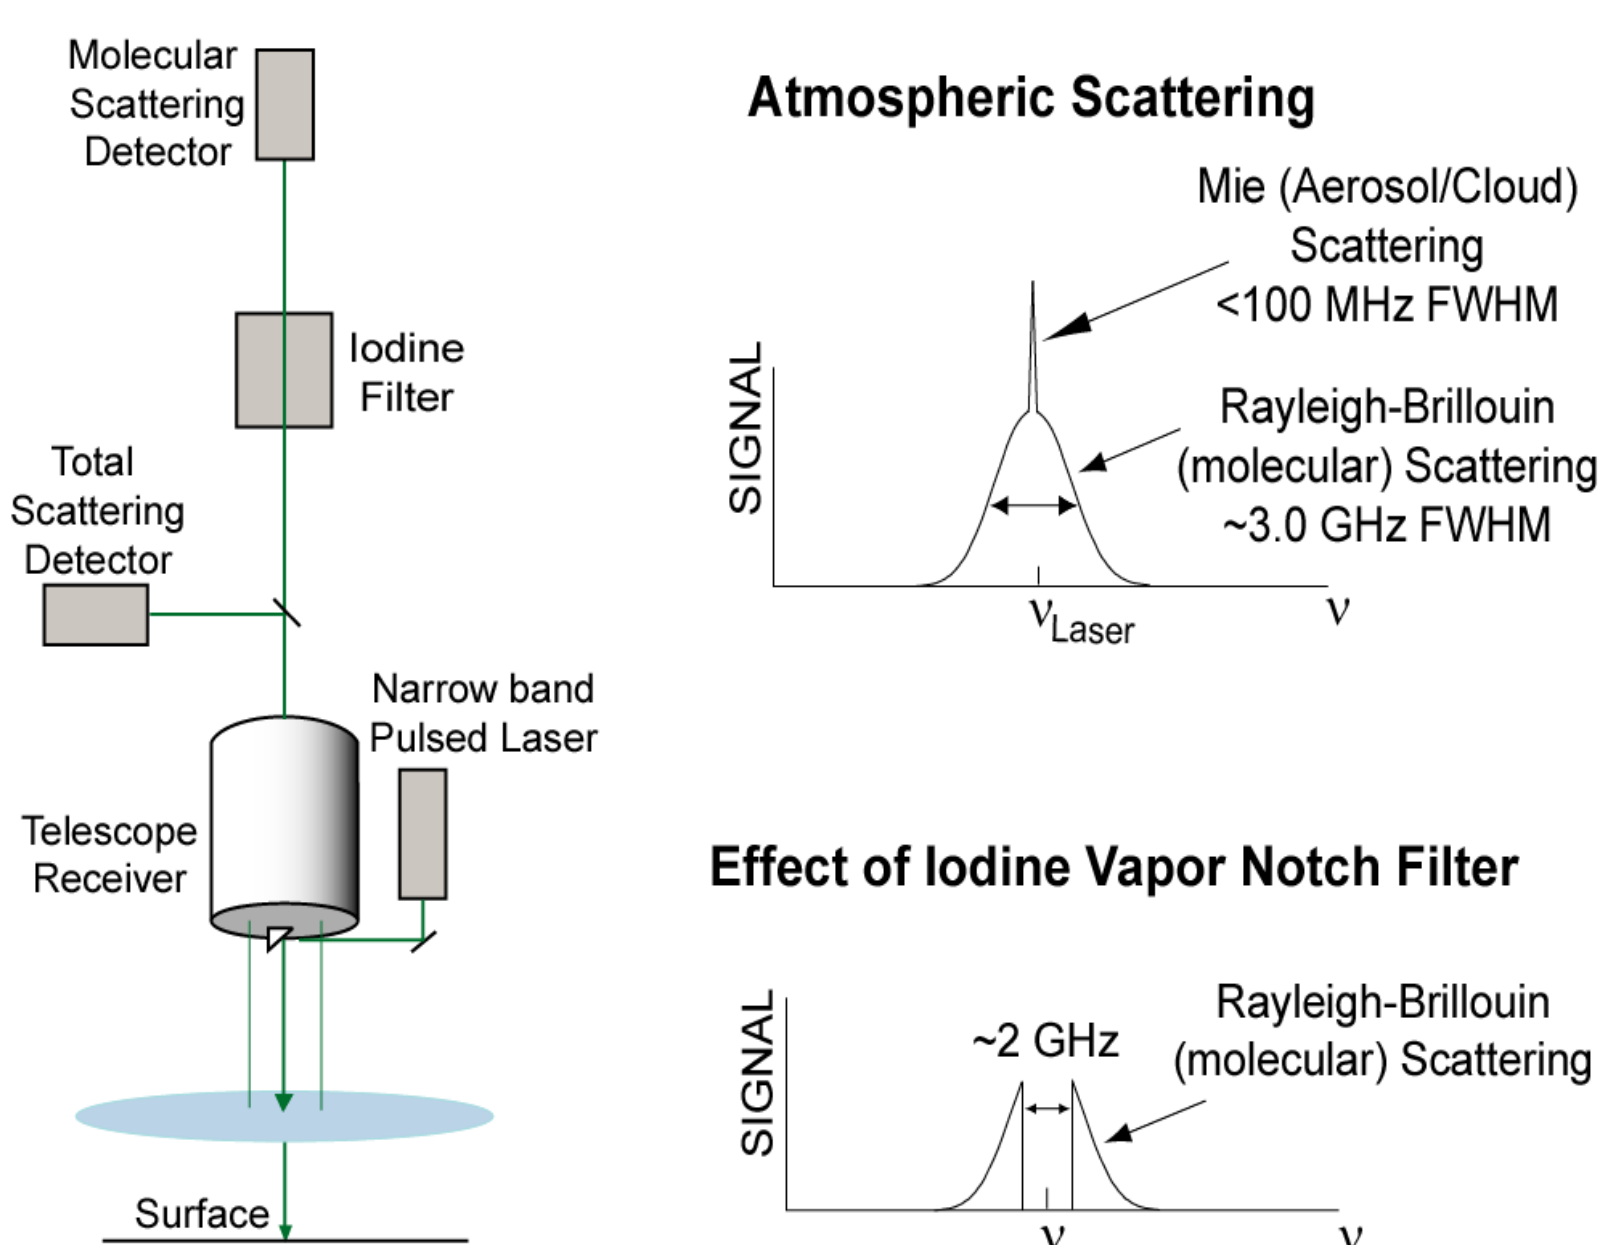 Molecular
Scattering
Detector
Iodine
Filter
Total
Scattering
Detector
Narrow band
Pulsed Laser
Telescope
Receiver
Surface
Atmospheric Scattering
Mie (Aerosol/Cloud)
Scattering
<100 MHz FWHM
SIGNAL
Rayleigh-Brillouin
(molecular) Scattering
~3.0 GHz FWHM
νLaser
ν
Effect of Iodine Vapor Notch Filter
SIGNAL
~2 GHz
Rayleigh-Brillouin
(molecular) Scattering
ν
ν